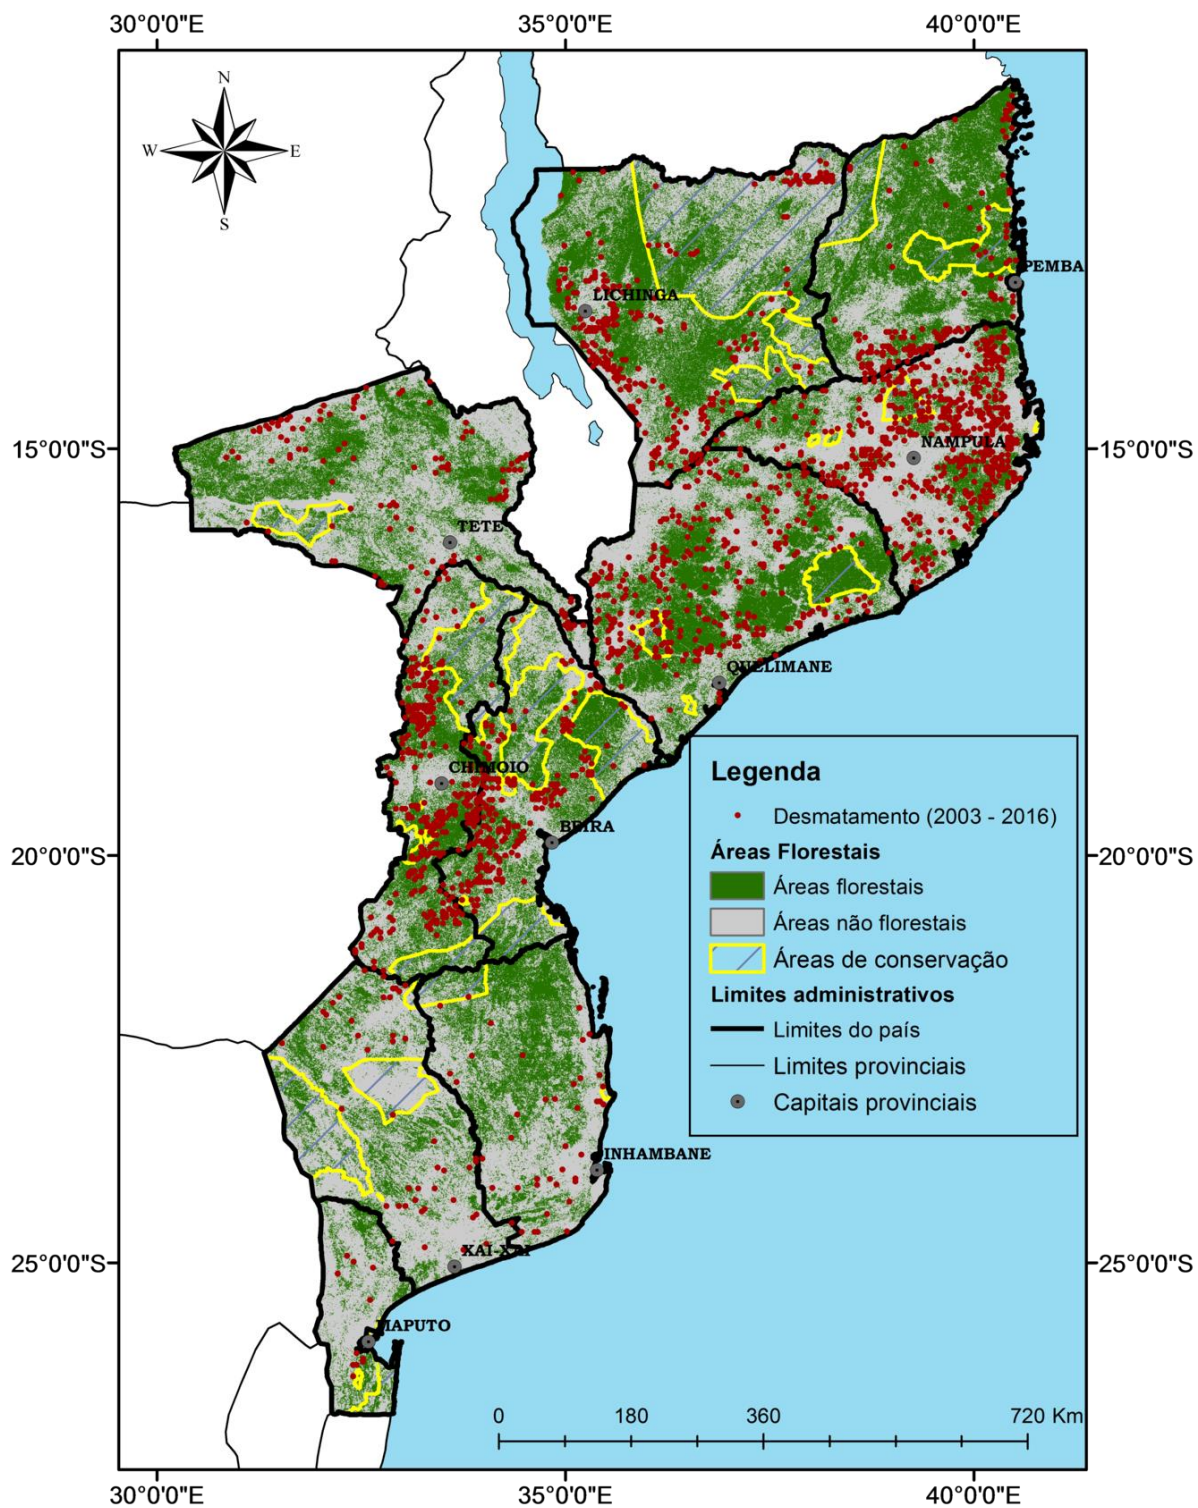 30°0'0"E 35°0'0"E 40°0'0"E
N
W E
S
PEMBA
LICHINGA
15°0'0"S 15°0'0"S
NAMPULA
TETE
QUELIMANE
CHIMOIO
BEIRA
20°0'0"S 20°0'0"S
Legenda
Desmatamento (2003 - 2016)
Áreas Florestais
Áreas florestais
Áreas não florestais
Áreas de conservação
Limites administrativos
Limites do país
Limites provinciais
Capitais provinciais
INHAMBANE
XAI-XAI
25°0'0"S 25°0'0"S
MAPUTO
0 180 360 720 Km
30°0'0"E 35°0'0"E 40°0'0"E